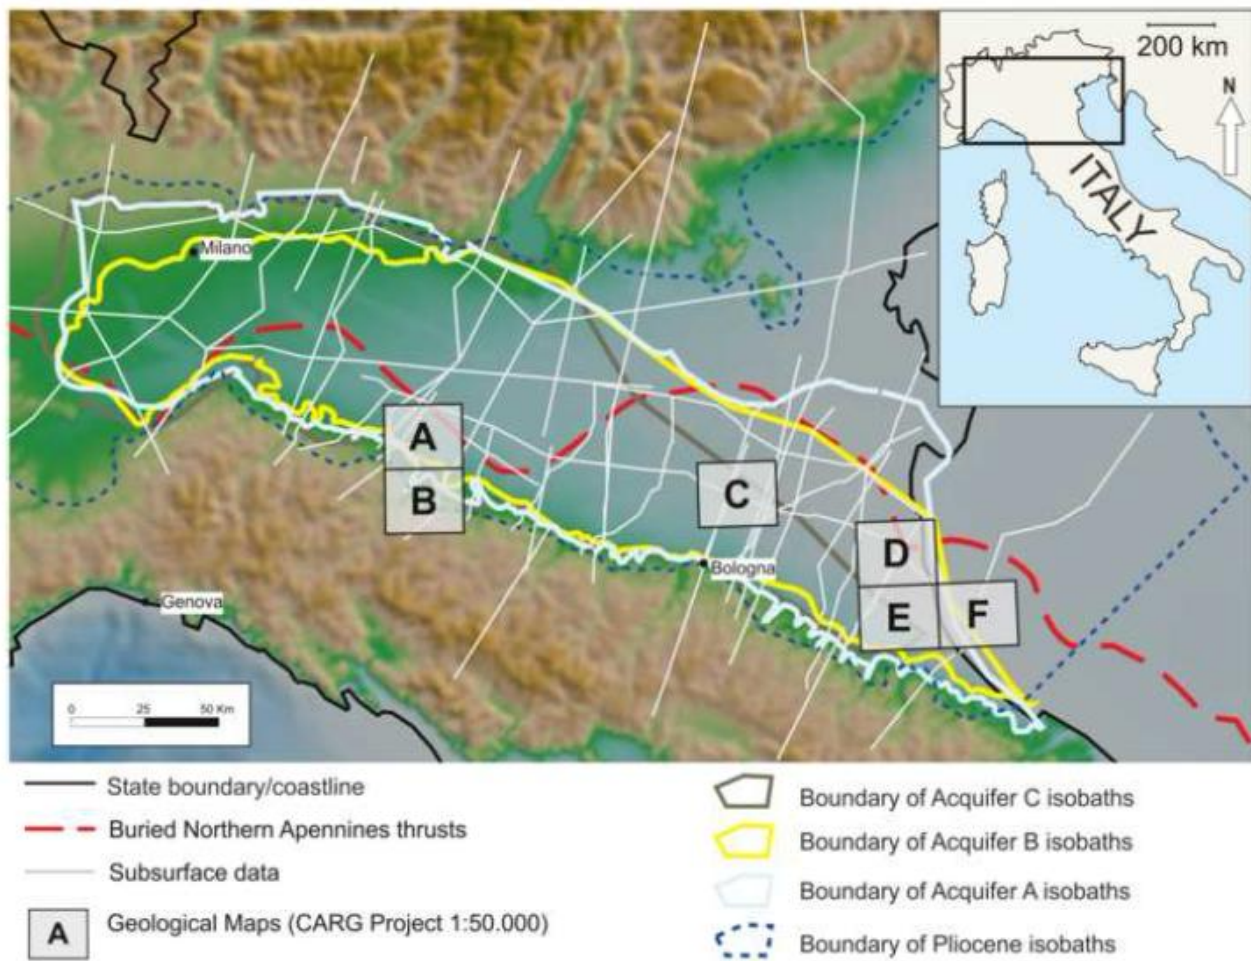 200 km
N
ITALY
Milano
A
B
C
Bologna
D
E
F
Genova
0 25 50 Km
State boundary/coastline
Buried Northern Apennines thrusts
Subsurface data
A
Geological Maps (CARG Project 1:50.000)
Boundary of Acquifer C isobaths
Boundary of Acquifer B isobaths
Boundary of Acquifer A isobaths
Boundary of Pliocene isobaths